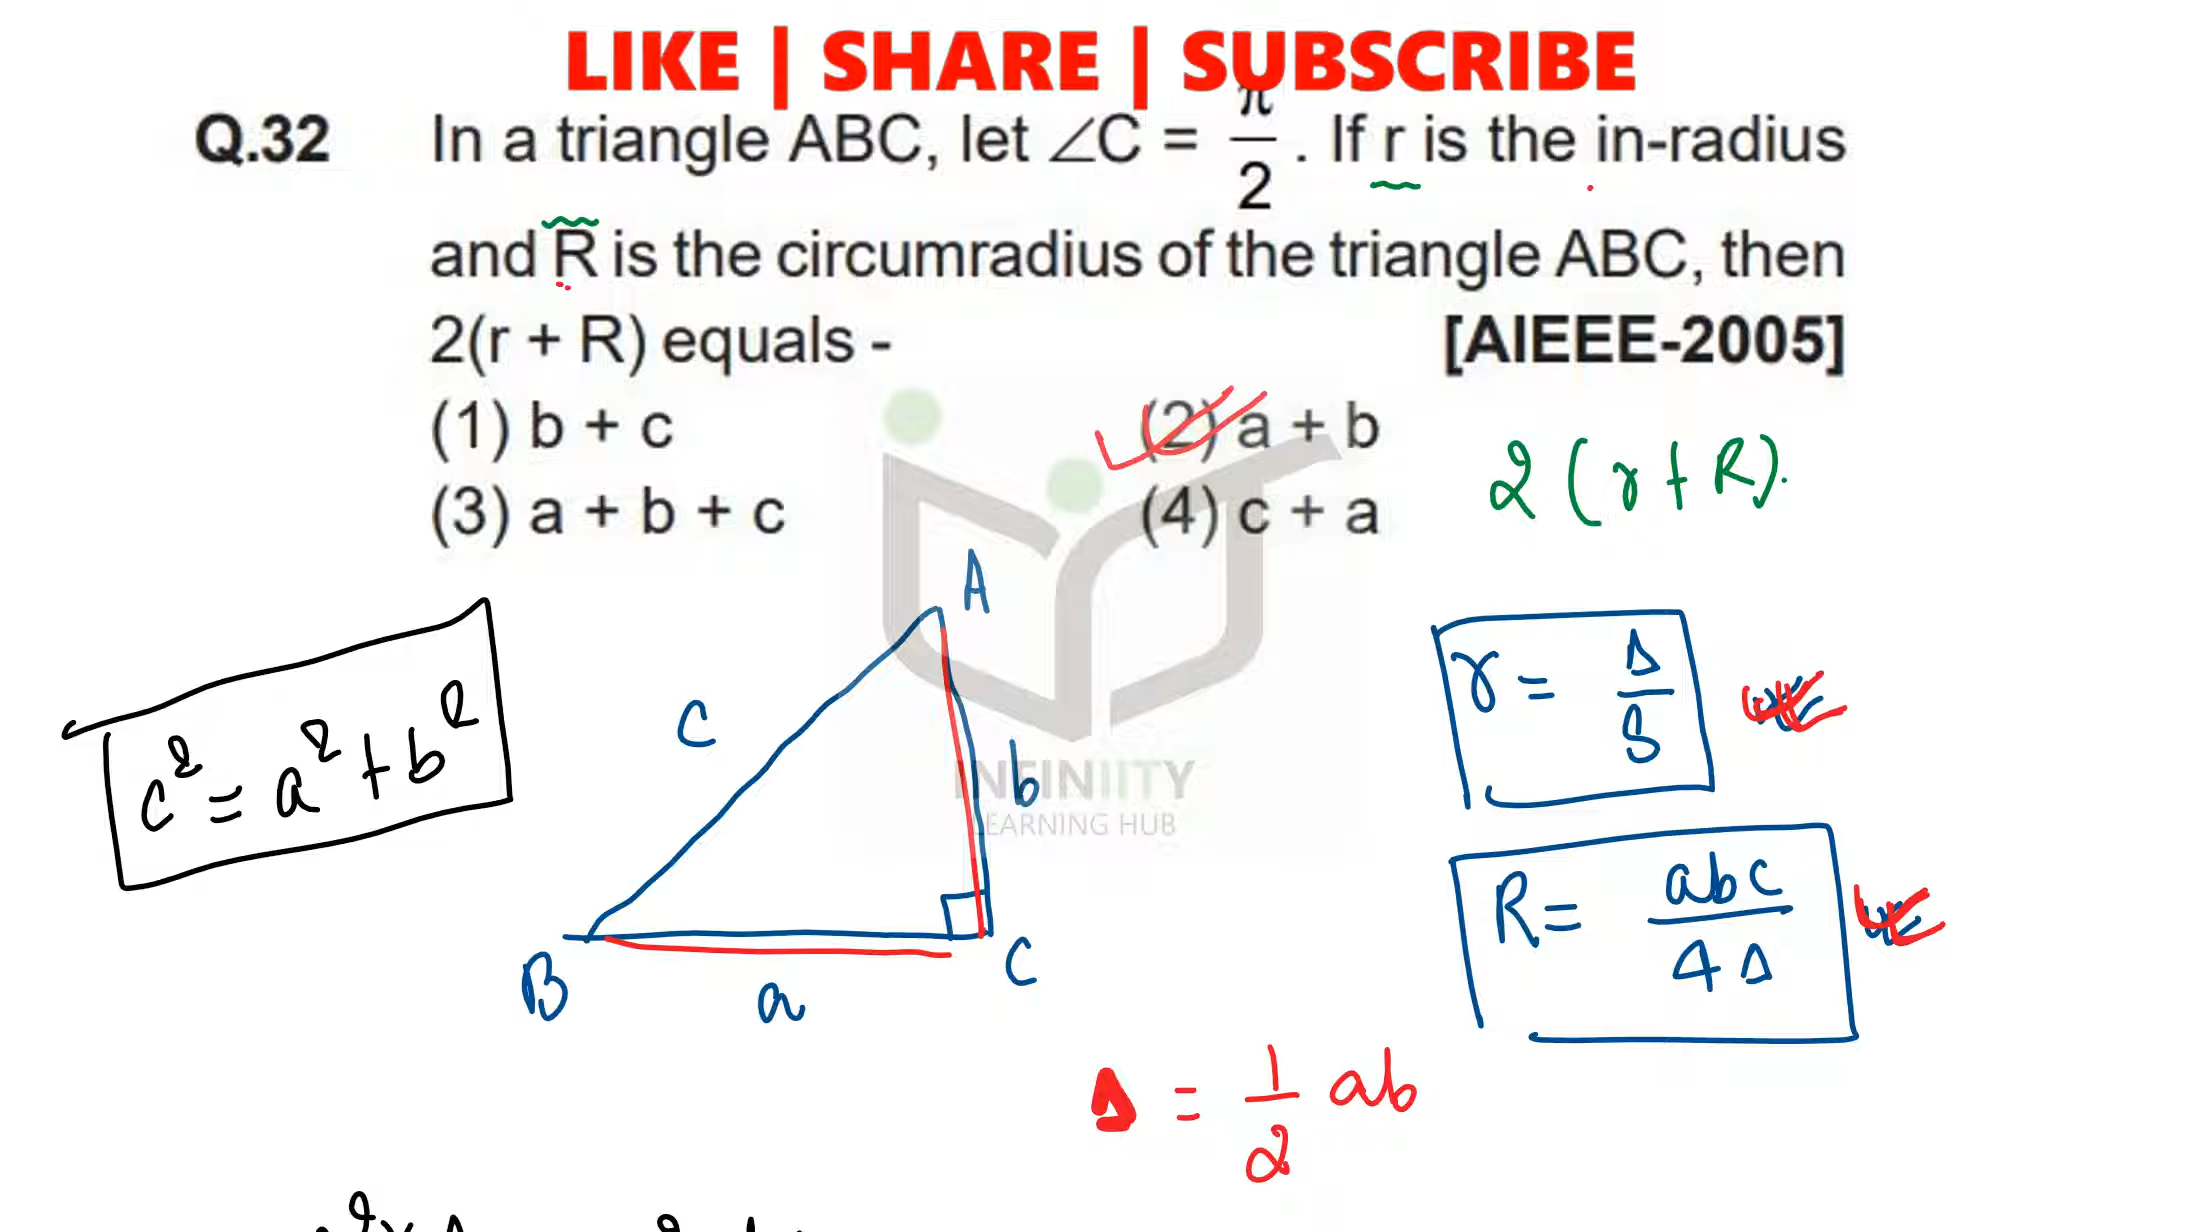 LIKE | SHARE | SUBSCRIBE
Q.32 In a triangle ABC, let ∠C = π/2 . If r is the in-radius
and R is the circumradius of the triangle ABC, then
2(r + R) equals - [AIEEE-2005]
(1) b + c (2) a + b
(3) a + b + c (4) c + a
2 (r + R).
A
c² = a² + b²
c
b
B
a
C
r = Δ/S
R = abc/4Δ
INFINIITY
LEARNING HUB
Δ = 1/2 ab